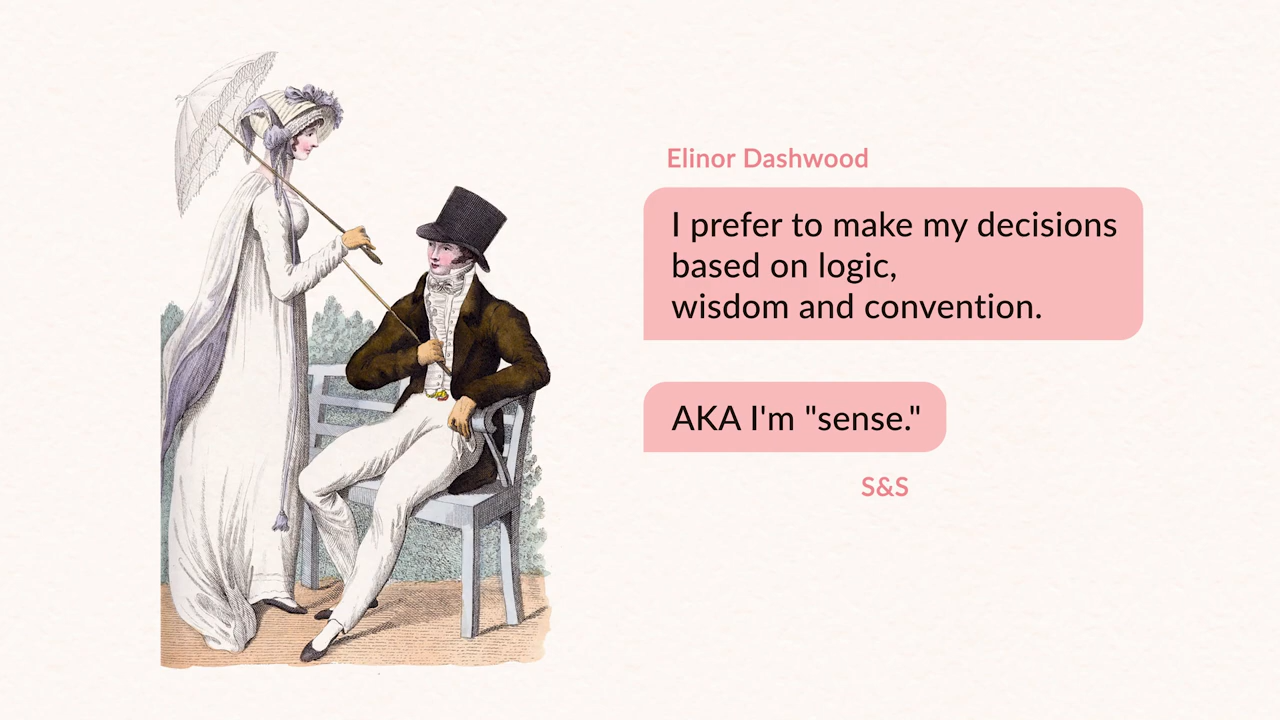 Elinor Dashwood
I prefer to make my decisions
based on logic,
wisdom and convention.
AKA I'm "sense."
S&S